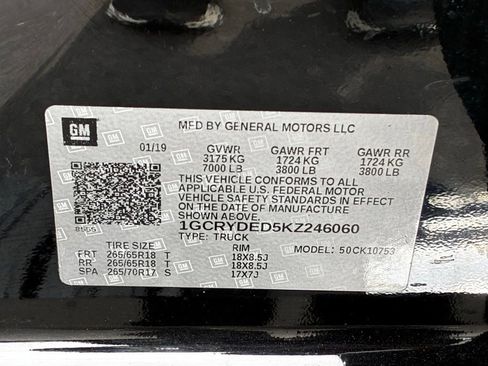 GM
MFD BY GENERAL MOTORS LLC
01/19 GVWR GAWR FRT GAWR RR
3175 KG 1724 KG 1724 KG
7000 LB 3800 LB 3800 LB
THIS VEHICLE CONFORMS TO ALL
APPLICABLE U.S. FEDERAL MOTOR
VEHICLE SAFETY STANDARDS IN EFFECT
ON THE DATE OF MANUFACTURE SHOWN ABOVE.
1GCRYDED5KZ246060
TYPE: TRUCK
TIRE SIZE RIM MODEL: 50CK10753
FRT 265/65R18 T 18X8.5J
RR 265/65R18 T 18X8.5J
SPA 265/70R17 S 17X7J